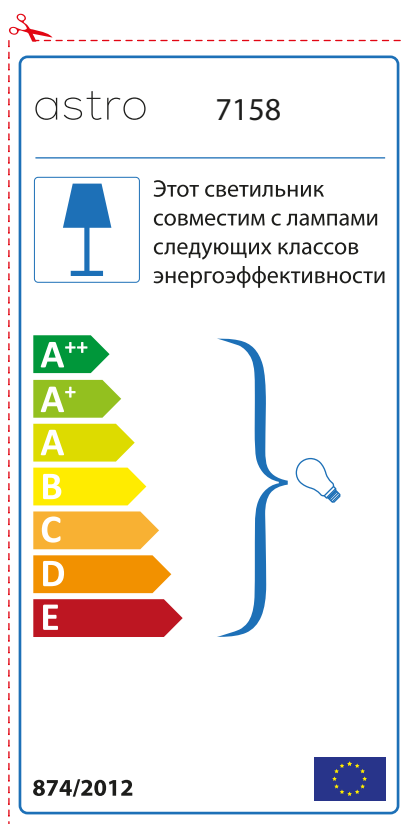 astro 7158
Этот светильник
совместим с лампами
следующих классов
энергоэффективности
A++
A+
A
B
C
D
E
874/2012